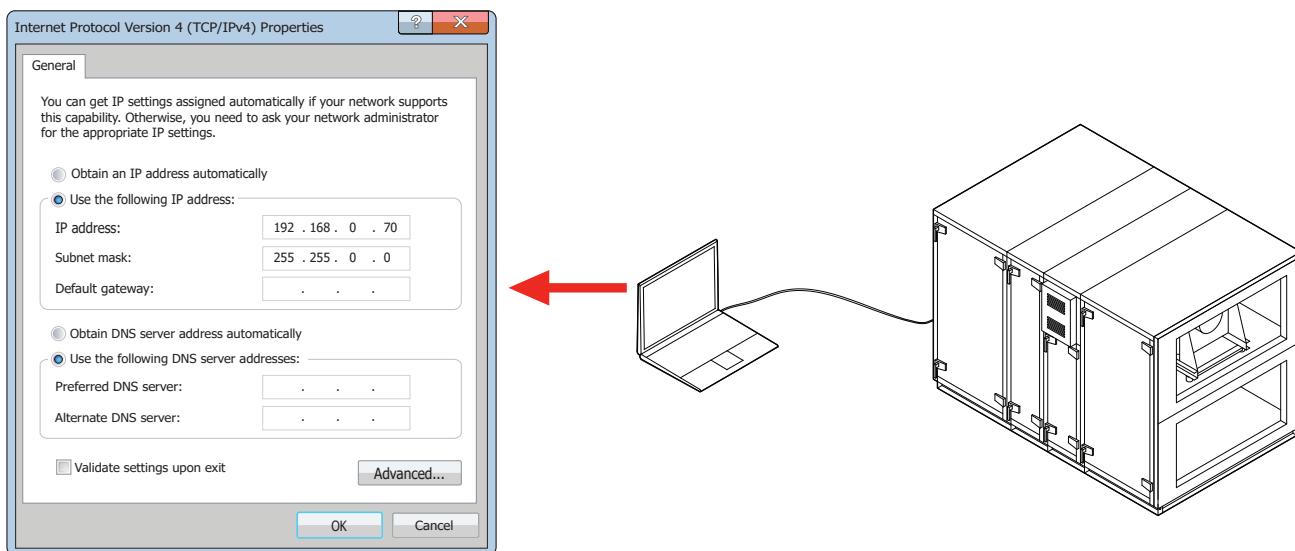 Internet Protocol Version 4 (TCP/IPv4) Properties
?
X
General
You can get IP settings assigned automatically if your network supports
this capability. Otherwise, you need to ask your network administrator
for the appropriate IP settings.
Obtain an IP address automatically
Use the following IP address:
IP address: 192 . 168 . 0 . 70
Subnet mask: 255 . 255 . 0 . 0
Default gateway: . . .
Obtain DNS server address automatically
Use the following DNS server addresses:
Preferred DNS server: . . .
Alternate DNS server: . . .
Validate settings upon exit
Advanced...
OK Cancel